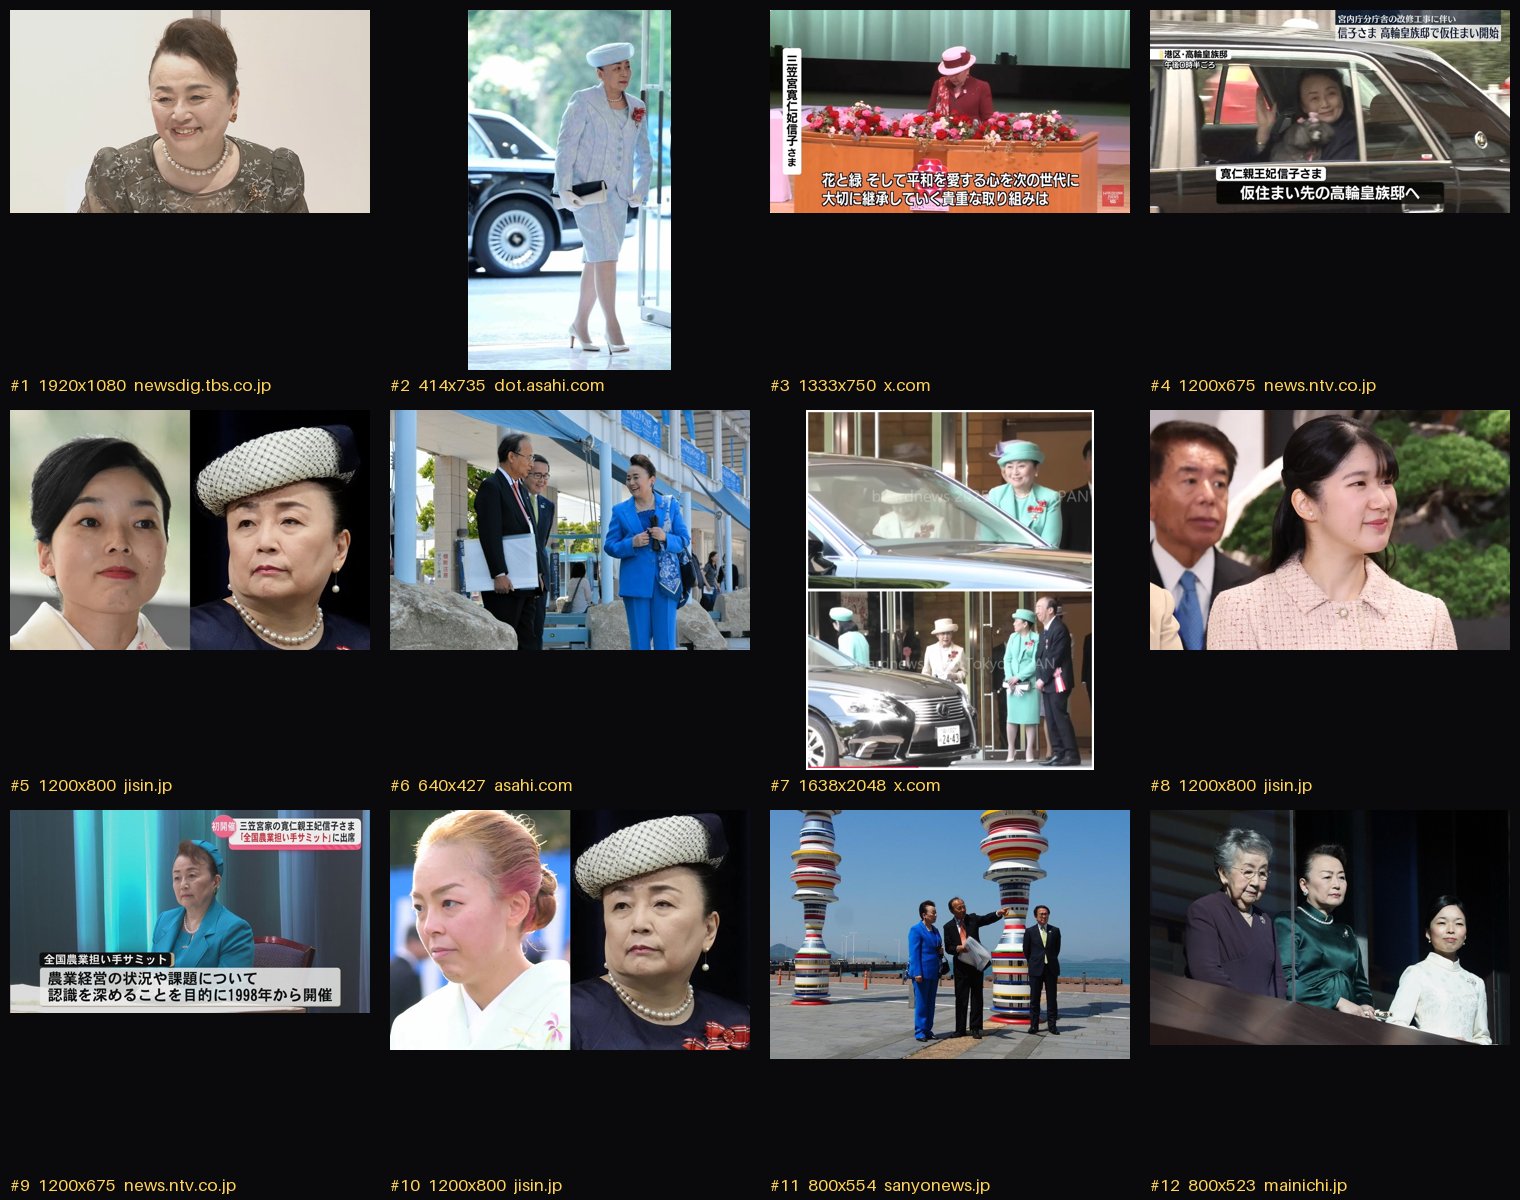 宮内庁分庁舎の改修工事に伴い
信子さま 高輪皇族邸で仮住まい開始
港区・高輪皇族邸
午後0時半ごろ
三笠宮寛仁妃信子さま
花と緑 そして平和を愛する心を次の世代に
大切に継承していく貴重な取り組みは
寛仁親王妃信子さま
仮住まい先の高輪皇族邸へ
#1 1920x1080 newsdig.tbs.co.jp
#2 414x735 dot.asahi.com
#3 1333x750 x.com
#4 1200x675 news.ntv.co.jp
24-43
#5 1200x800 jisin.jp
#6 640x427 asahi.com
#7 1638x2048 x.com
#8 1200x800 jisin.jp
初開催
三笠宮家の寛仁親王妃信子さま
「全国農業担い手サミット」に出席
全国農業担い手サミット
農業経営の状況や課題について
認識を深めることを目的に1998年から開催
#9 1200x675 news.ntv.co.jp
#10 1200x800 jisin.jp
#11 800x554 sanyonews.jp
#12 800x523 mainichi.jp